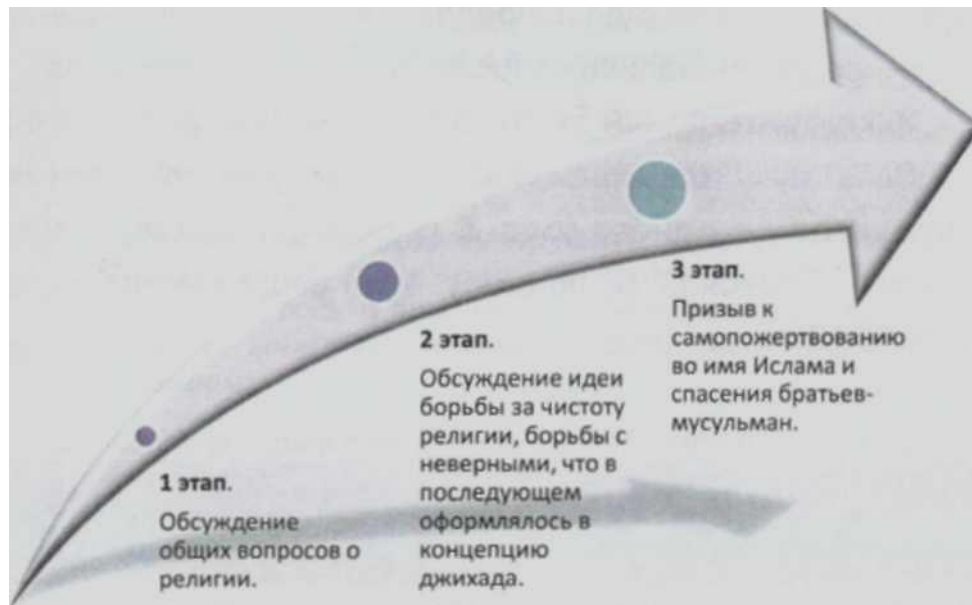 1 этап.
Обсуждение
общих вопросов о
религии.
2 этап.
Обсуждение идеи
борьбы за чистоту
религии, борьбы с
неверными, что в
последующем
оформлялось в
концепцию
джихада.
3 этап.
Призыв к
самопожертвованию
во имя Ислама и
спасения братьев-
мусульман.